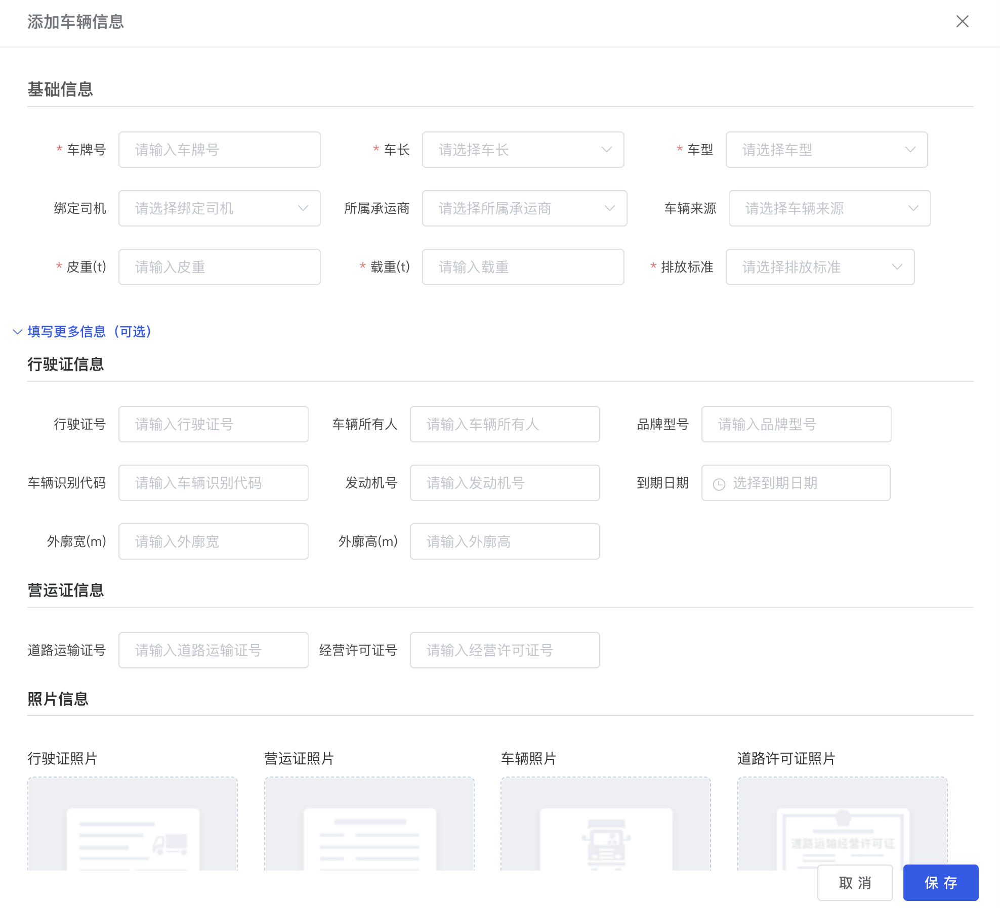 添加车辆信息
基础信息
* 车牌号 请输入车牌号 * 车长 请选择车长 * 车型 请选择车型
绑定司机 请选择绑定司机 所属承运商 请选择所属承运商 车辆来源 请选择车辆来源
* 皮重(t) 请输入皮重 * 载重(t) 请输入载重 * 排放标准 请选择排放标准
填写更多信息（可选）
行驶证信息
行驶证号 请输入行驶证号 车辆所有人 请输入车辆所有人 品牌型号 请输入品牌型号
车辆识别代码 请输入车辆识别代码 发动机号 请输入发动机号 到期日期 选择到期日期
外廓宽(m) 请输入外廓宽 外廓高(m) 请输入外廓高
营运证信息
道路运输证号 请输入道路运输证号 经营许可证号 请输入经营许可证号
照片信息
行驶证照片 营运证照片 车辆照片 道路许可证照片
道路运输经营许可证
取消 保存